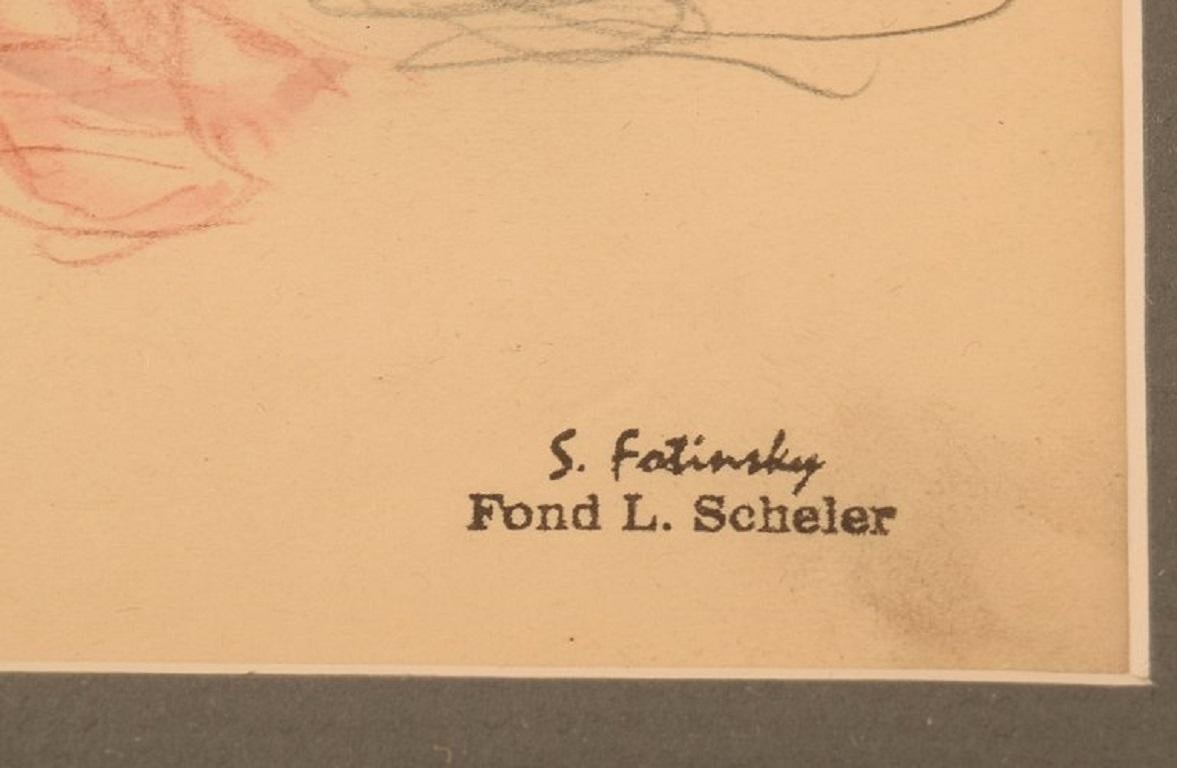 S. Fotinsky
Fond L. Scheler